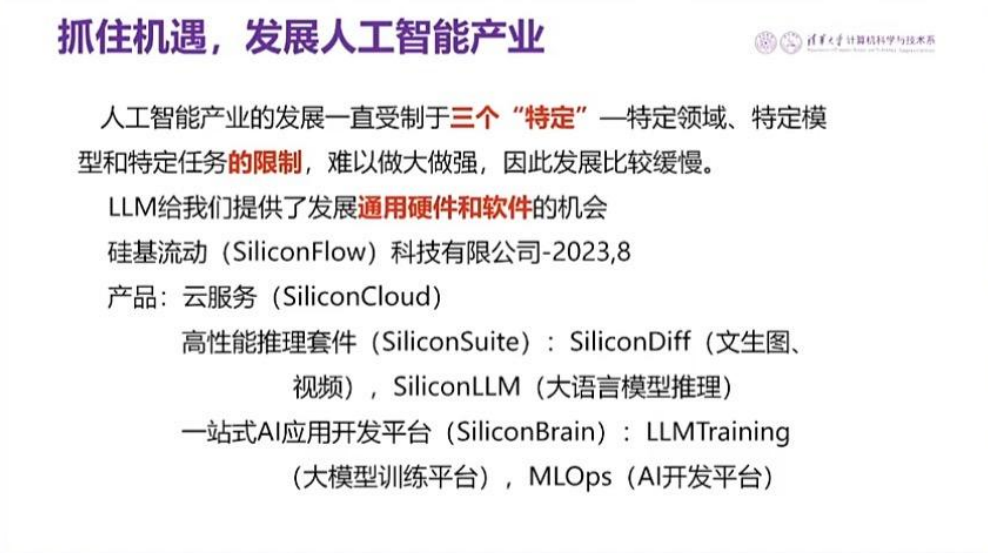 抓住机遇，发展人工智能产业
清华大学 计算机科学与技术系
人工智能产业的发展一直受制于三个“特定”—特定领域、特定模
型和特定任务的限制，难以做大做强，因此发展比较缓慢。
LLM给我们提供了发展通用硬件和软件的机会
硅基流动（SiliconFlow）科技有限公司-2023,8
产品：云服务（SiliconCloud）
高性能推理套件（SiliconSuite）：SiliconDiff（文生图、
视频），SiliconLLM（大语言模型推理）
一站式AI应用开发平台（SiliconBrain）：LLMTraining
（大模型训练平台），MLOps（AI开发平台）